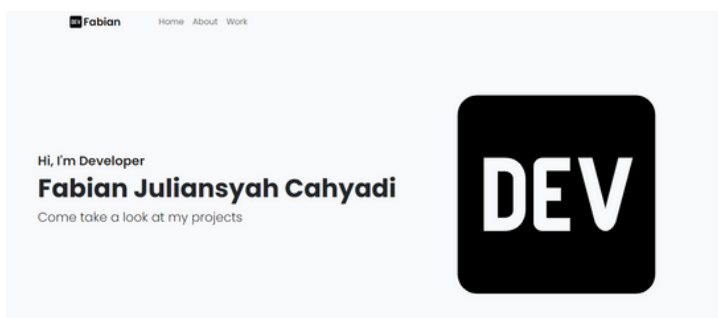 DEV Fabian Home About Work
Hi, I'm Developer
Fabian Juliansyah Cahyadi
Come take a look at my projects
DEV